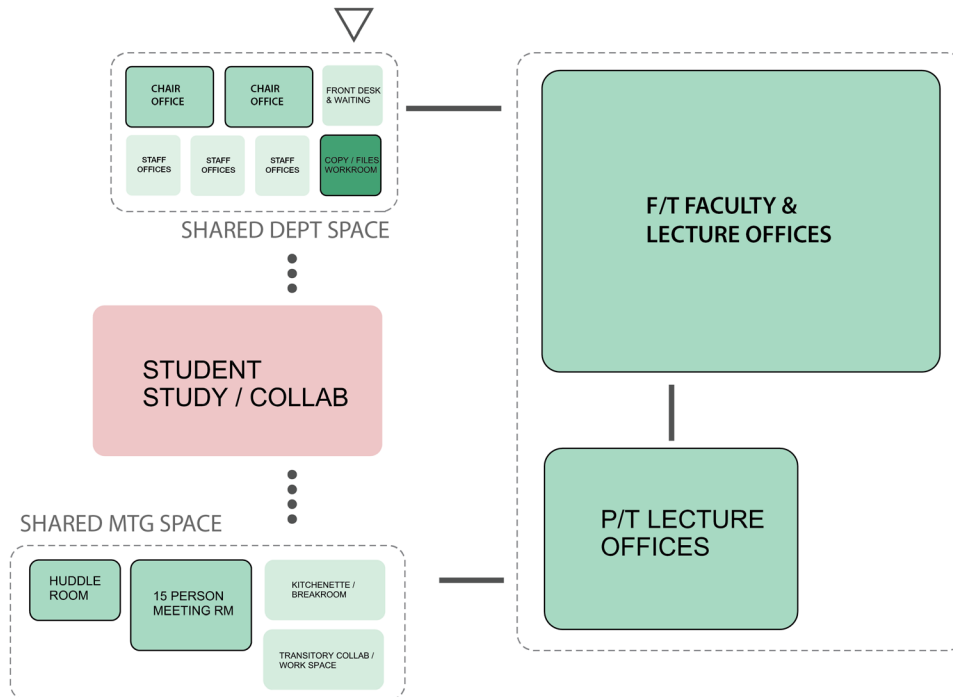 CHAIR
OFFICE
CHAIR
OFFICE
FRONT DESK
& WAITING
STAFF
OFFICES
STAFF
OFFICES
STAFF
OFFICES
COPY / FILES
WORKROOM
SHARED DEPT SPACE
F/T FACULTY &
LECTURE OFFICES
STUDENT
STUDY / COLLAB
P/T LECTURE
OFFICES
SHARED MTG SPACE
HUDDLE
ROOM
15 PERSON
MEETING RM
KITCHENETTE /
BREAKROOM
TRANSITORY COLLAB /
WORK SPACE